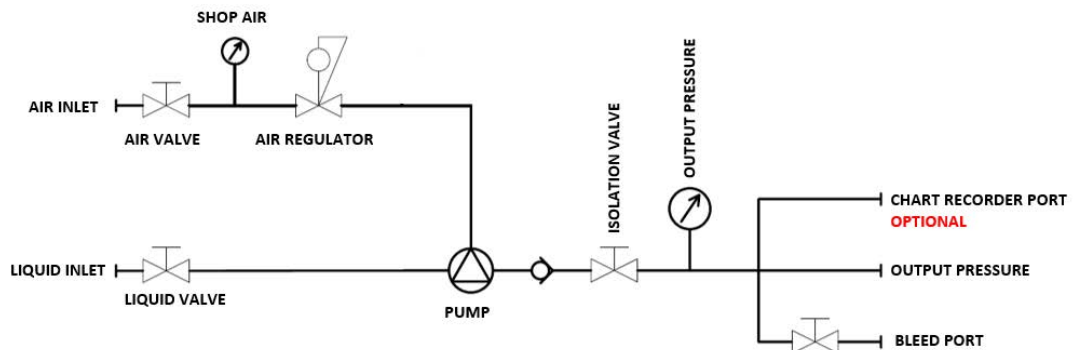 SHOP AIR
AIR INLET
AIR VALVE
AIR REGULATOR
ISOLATION VALVE
OUTPUT PRESSURE
CHART RECORDER PORT
OPTIONAL
LIQUID INLET
LIQUID VALVE
PUMP
OUTPUT PRESSURE
BLEED PORT